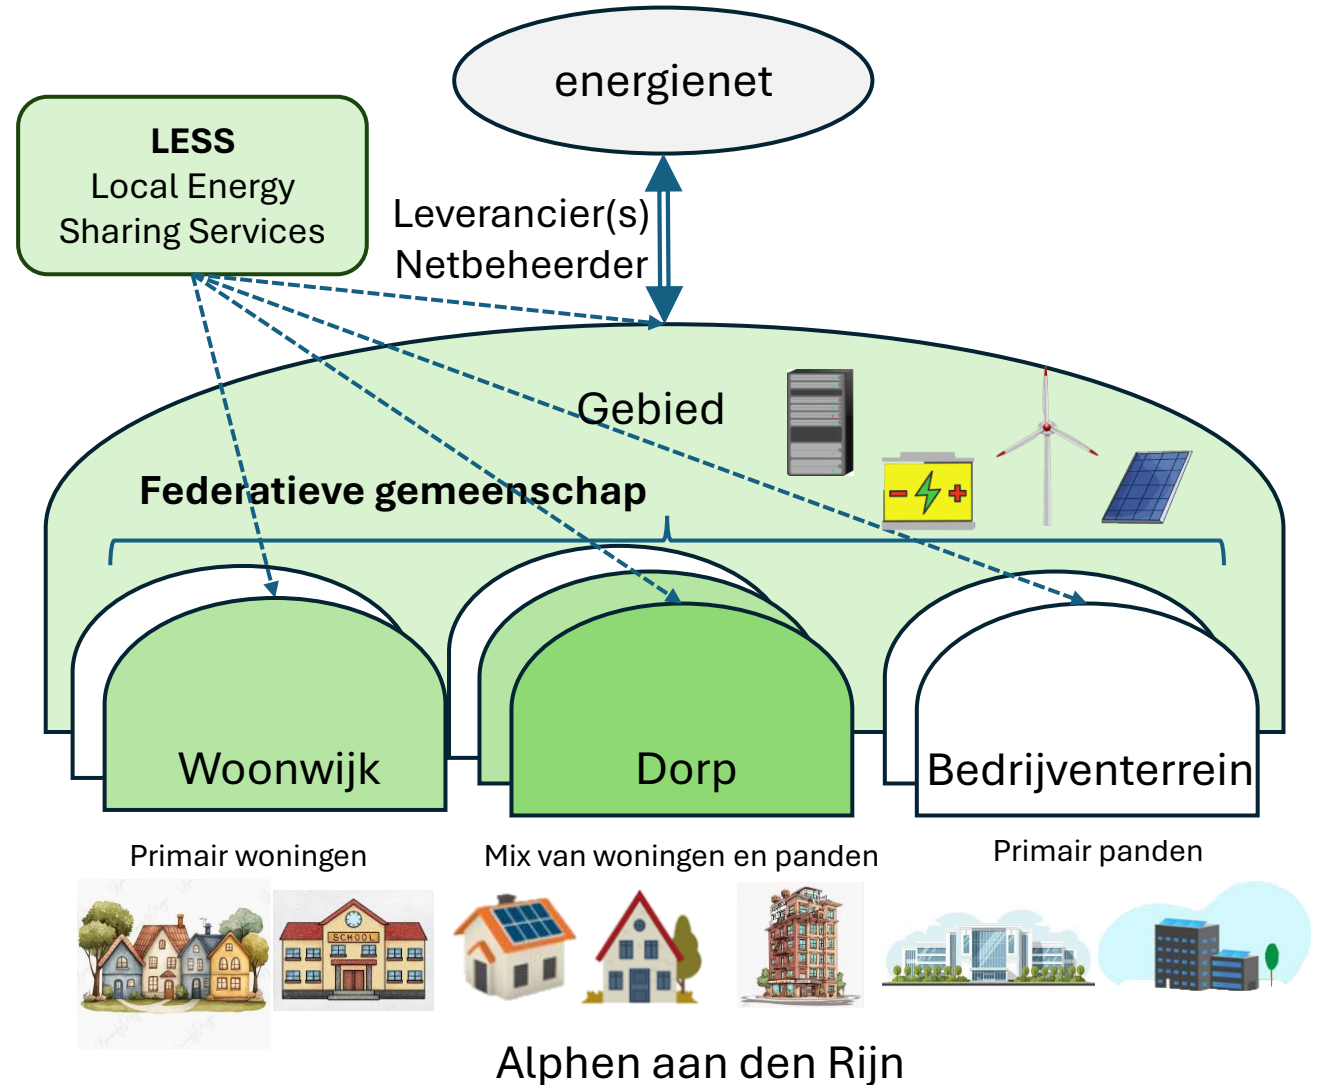 energienet
LESS
Local Energy
Sharing Services
Leverancier(s)
Netbeheerder
Gebied
Federatieve gemeenschap
Woonwijk
Dorp
Bedrijventerrein
Primair woningen
Mix van woningen en panden
Primair panden
SCHOOL
Alphen aan den Rijn